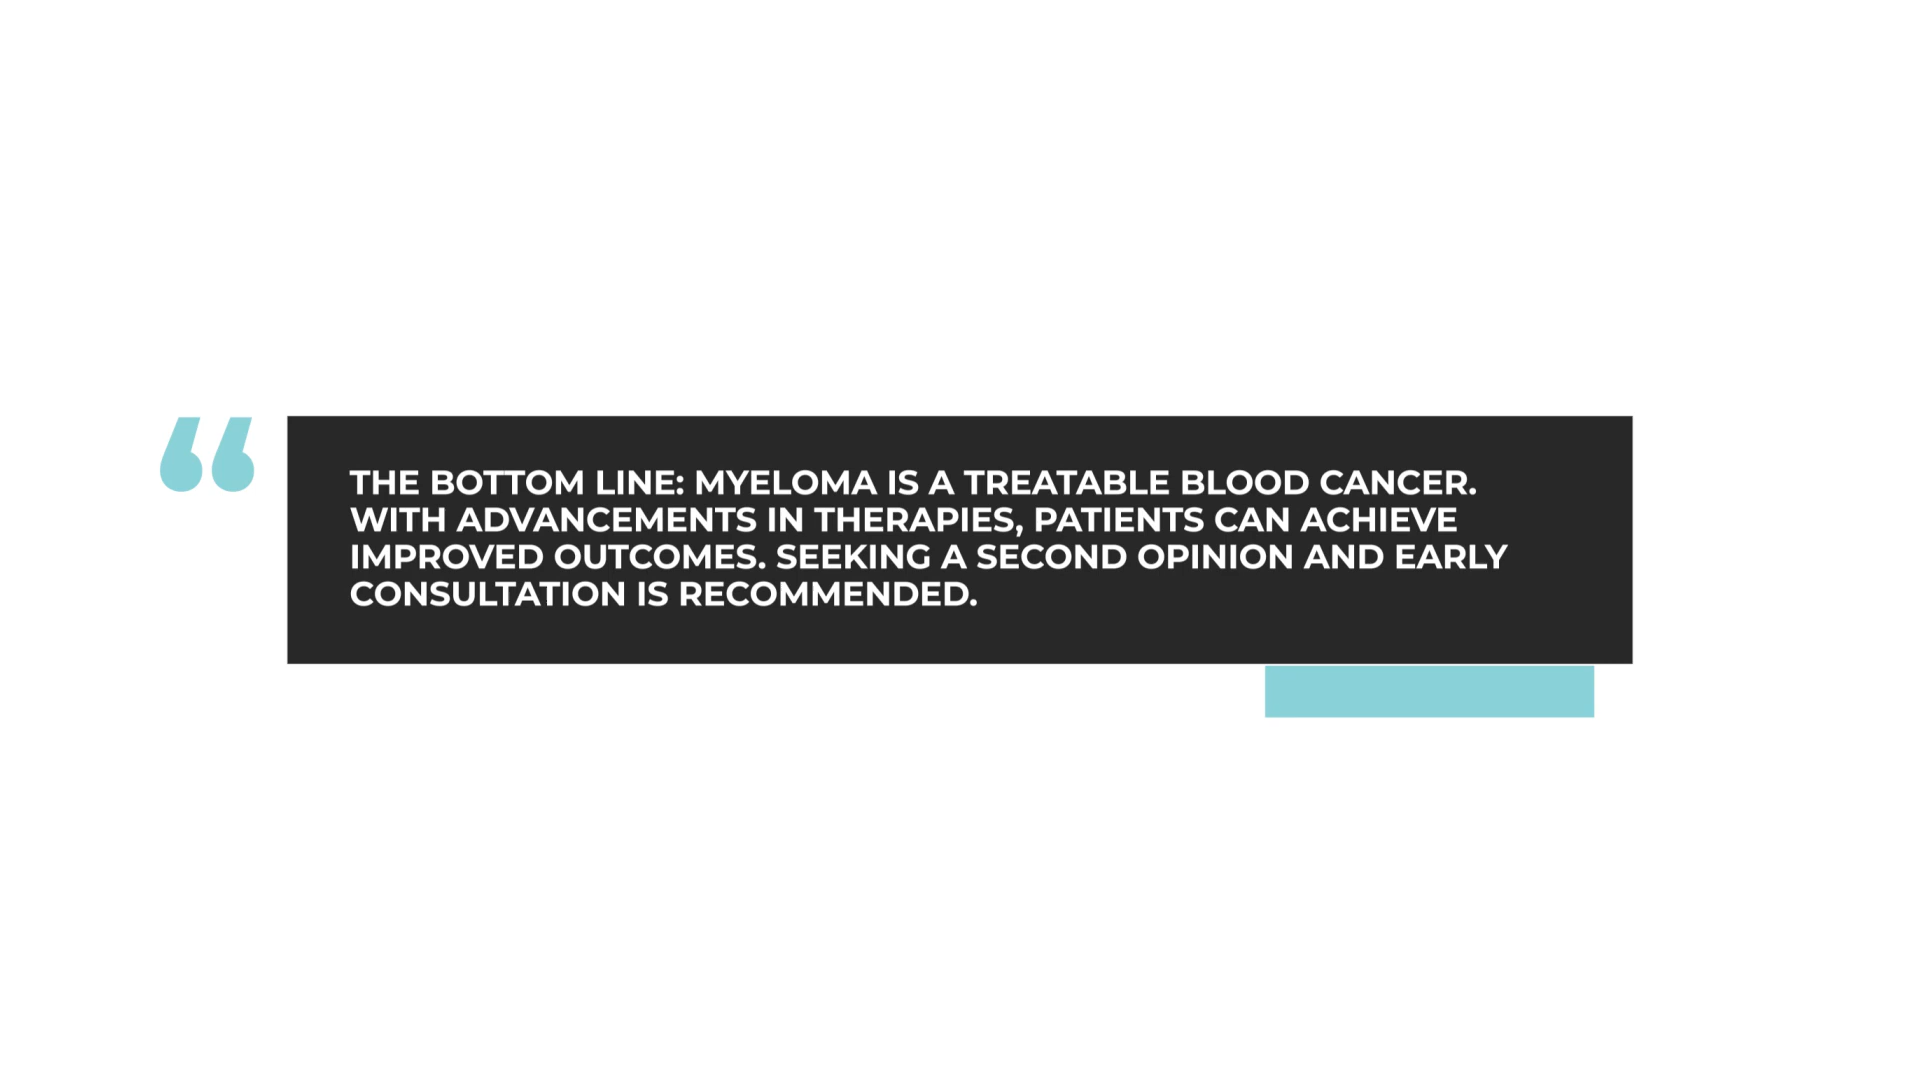 “
THE BOTTOM LINE: MYELOMA IS A TREATABLE BLOOD CANCER.
WITH ADVANCEMENTS IN THERAPIES, PATIENTS CAN ACHIEVE
IMPROVED OUTCOMES. SEEKING A SECOND OPINION AND EARLY
CONSULTATION IS RECOMMENDED.